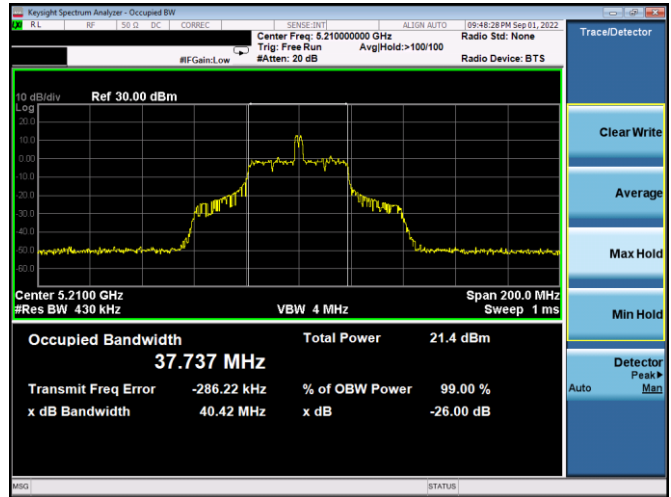 Keysight Spectrum Analyzer - Occupied BW
RL RF 50 Ω DC CORREC SENSE:INT ALIGN AUTO 09:48:28 PM Sep 01, 2022
Center Freq: 5.210000000 GHz Radio Std: None
Trig: Free Run Avg|Hold:>100/100
#IFGain:Low #Atten: 20 dB Radio Device: BTS
Trace/Detector
10 dB/div Ref 30.00 dBm
Log
20.0
10.0
0.00
-10.0
-20.0
-30.0
-40.0
-50.0
-60.0
Center 5.2100 GHz Span 200.0 MHz
#Res BW 430 kHz VBW 4 MHz Sweep 1 ms
Occupied Bandwidth Total Power 21.4 dBm
37.737 MHz
Transmit Freq Error -286.22 kHz % of OBW Power 99.00 %
x dB Bandwidth 40.42 MHz x dB -26.00 dB
Clear Write
Average
Max Hold
Min Hold
Detector
Peak▶
Auto Man
MSG STATUS